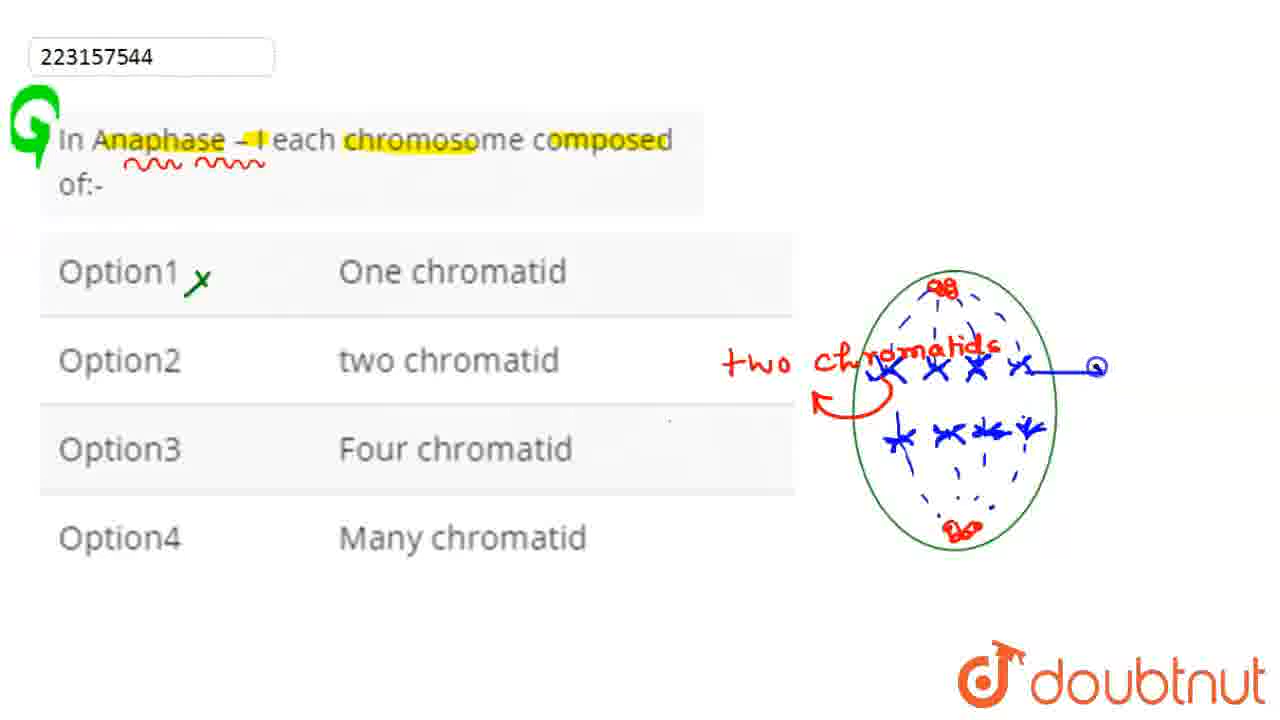 223157544
In Anaphase – I each chromosome composed
of:-
Option1 One chromatid
Option2 two chromatid
Option3 Four chromatid
Option4 Many chromatid
two chromatids
doubtnut